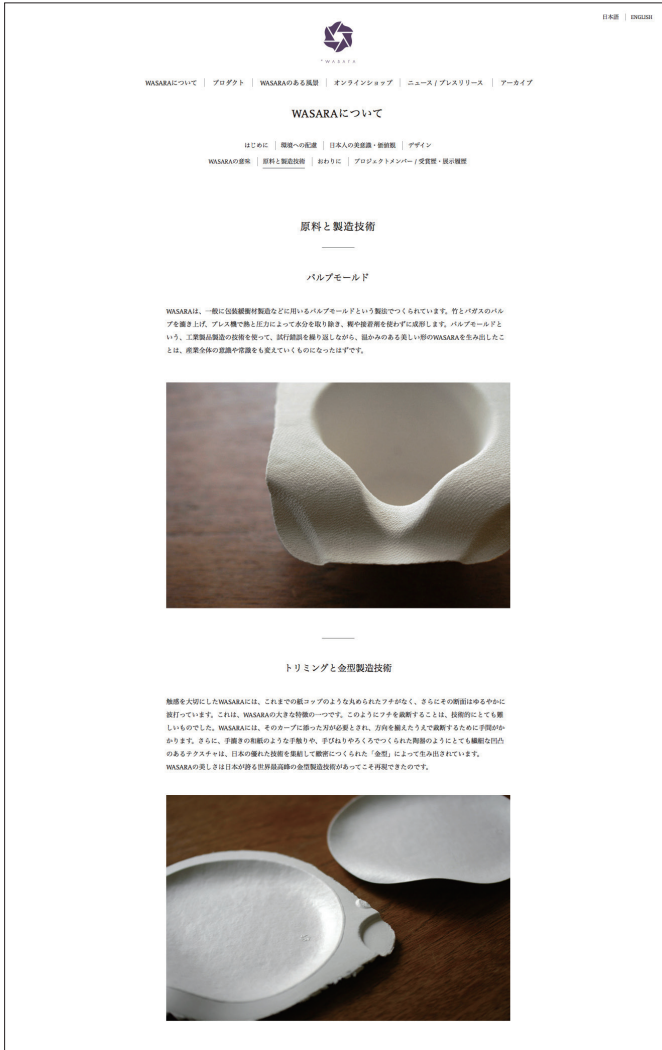 日本語 | ENGLISH
WASARA
WASARAについて | プロダクト | WASARAのある風景 | オンラインショップ | ニュース / プレスリリース | アーカイブ
WASARAについて
はじめに | 環境への配慮 | 日本人の美意識・価値観 | デザイン
WASARAの意味 | 原料と製造技術 | おわりに | プロジェクトメンバー / 受賞歴・展示履歴
原料と製造技術
パルプモールド
WASARAは、一般に包装緩衝材製造などに用いるパルプモールドという製法でつくられています。竹とバガスのパル
プを漉き上げ、プレス機で熱と圧力によって水分を取り除き、糊や接着剤を使わずに成形します。パルプモールドと
いう、工業製品製造の技術を使って、試行錯誤を繰り返しながら、温かみのある美しい形のWASARAを生み出したこ
とは、産業全体の意識や常識をも変えていくものになったはずです。
トリミングと金型製造技術
触感を大切にしたWASARAには、これまでの紙コップのような丸められたフチがなく、さらにその断面はゆるやかに
波打っています。これは、WASARAの大きな特徴の一つです。このようにフチを裁断することは、技術的にとても難
しいものでした。WASARAには、そのカーブに添った刃が必要とされ、方向を揃えたうえで裁断するために手間がか
かります。さらに、手漉きの和紙のような手触りや、手びねりやろくろでつくられた陶器のようにとても繊細な凹凸
のあるテクスチャは、日本の優れた技術を集結して緻密につくられた「金型」によって生み出されています。
WASARAの美しさは日本が誇る世界最高峰の金型製造技術があってこそ再現できたのです。